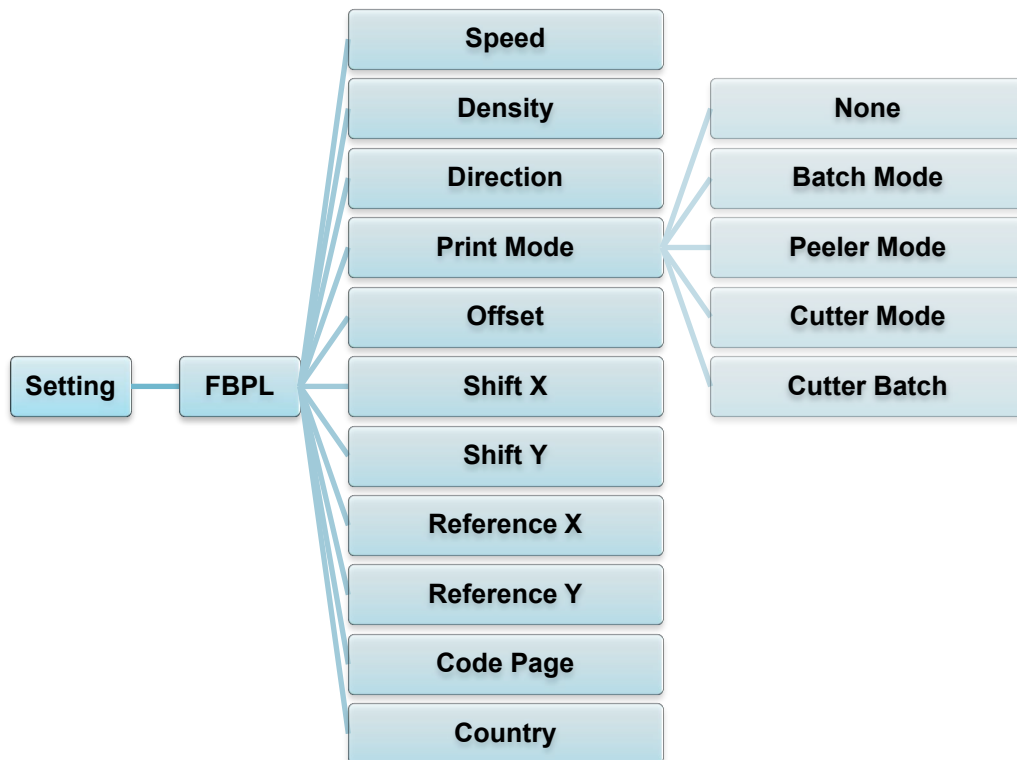 Setting
FBPL
Speed
Density
Direction
Print Mode
Offset
Shift X
Shift Y
Reference X
Reference Y
Code Page
Country
None
Batch Mode
Peeler Mode
Cutter Mode
Cutter Batch